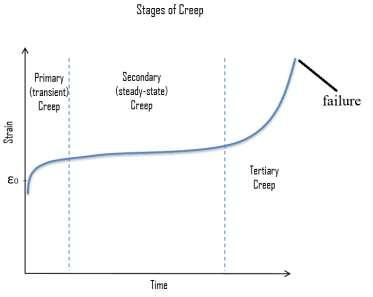 Stages of Creep
Primary
(transient)
Creep
Secondary
(steady-state)
Creep
failure
Strain
Tertiary
Creep
ε0
Time